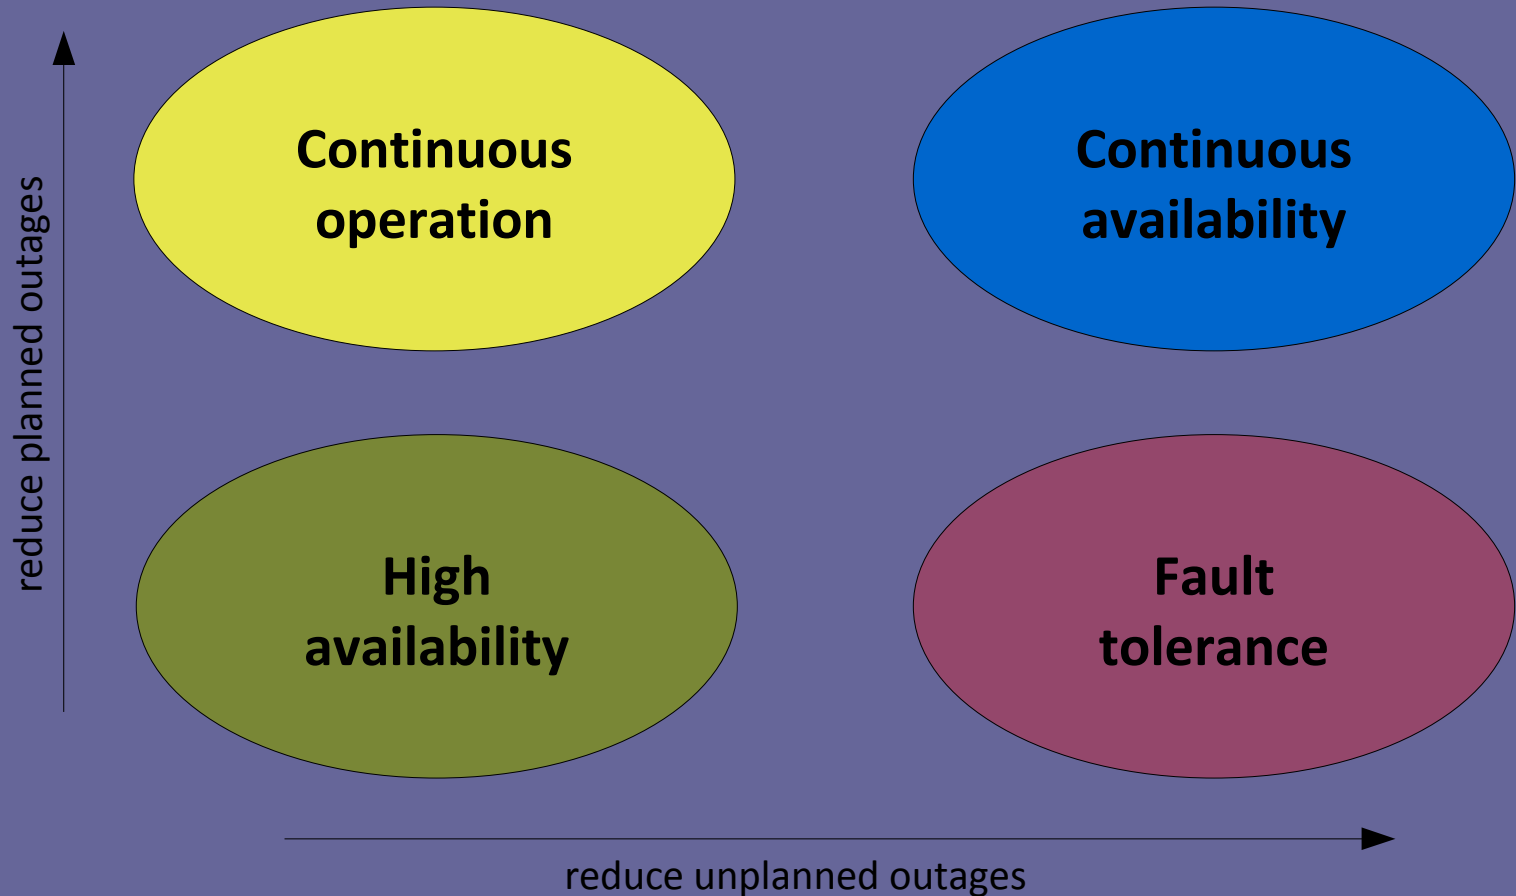 reduce planned outages
Continuous
operation
Continuous
availability
High
availability
Fault
tolerance
reduce unplanned outages